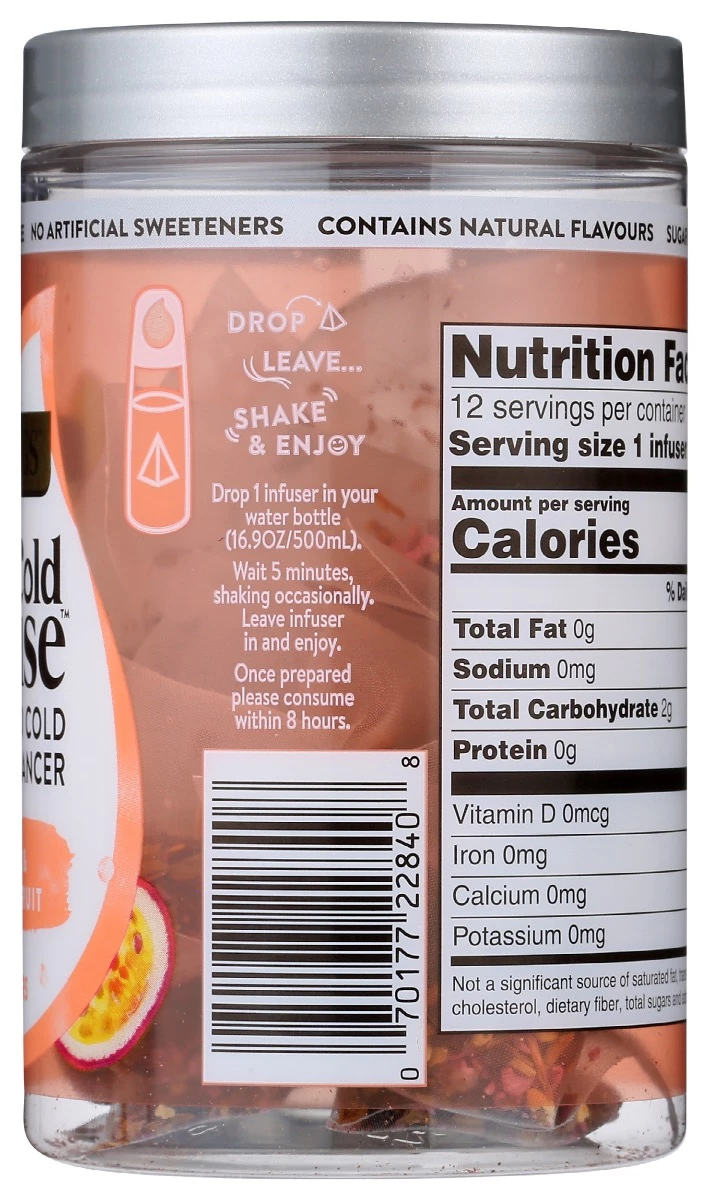 NO ARTIFICIAL SWEETENERS CONTAINS NATURAL FLAVOURS
DROP
LEAVE...
SHAKE
& ENJOY
Drop 1 infuser in your
water bottle
(16.9OZ/500mL).
Wait 5 minutes,
shaking occasionally.
Leave infuser
in and enjoy.
Once prepared
please consume
within 8 hours.
0 70177 22840 8
old
se™
COLD
ANCER
UIT
Nutrition Fac
12 servings per container
Serving size 1 infuser
Amount per serving
Calories
% Dai
Total Fat 0g
Sodium 0mg
Total Carbohydrate 2g
Protein 0g
Vitamin D 0mcg
Iron 0mg
Calcium 0mg
Potassium 0mg
Not a significant source of saturated fat,
cholesterol, dietary fiber, total sugars and